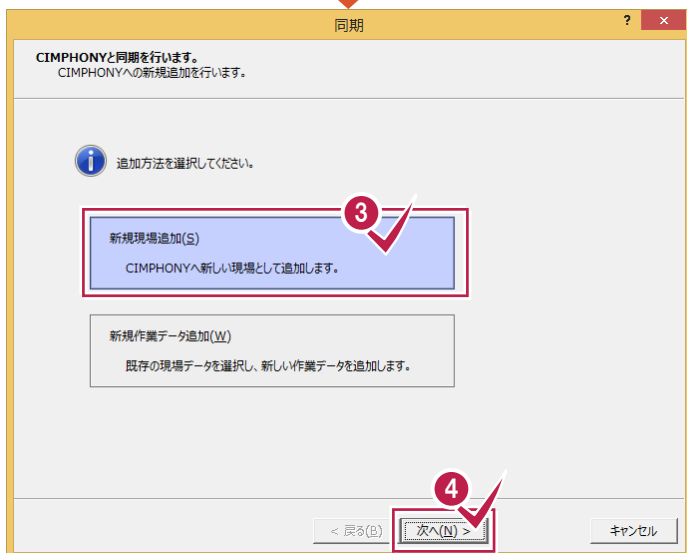 同期
? ×
CIMPHONYと同期を行います。
CIMPHONYへの新規追加を行います。
i 追加方法を選択してください。
3
新規現場追加(S)
CIMPHONYへ新しい現場として追加します。
新規作業データ追加(W)
既存の現場データを選択し、新しい作業データを追加します。
4
< 戻る(B) 次へ(N) > キャンセル